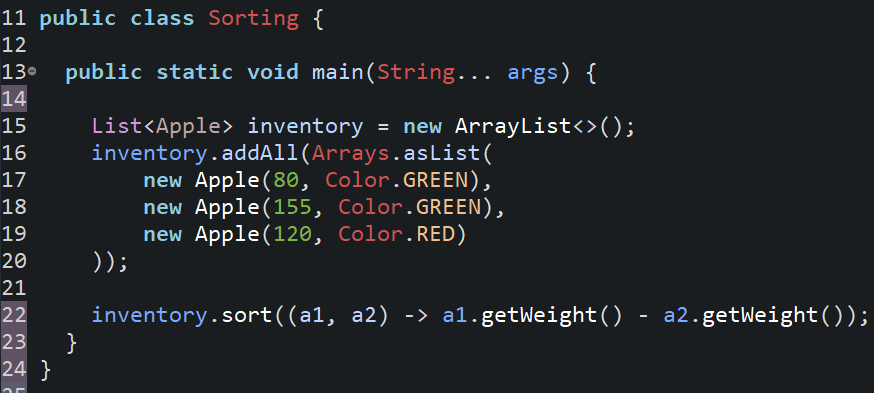 11 public class Sorting {
12
13 public static void main(String... args) {
14
15 List<Apple> inventory = new ArrayList<>();
16 inventory.addAll(Arrays.asList(
17 new Apple(80, Color.GREEN),
18 new Apple(155, Color.GREEN),
19 new Apple(120, Color.RED)
20 ));
21
22 inventory.sort((a1, a2) -> a1.getWeight() - a2.getWeight());
23 }
24 }
25